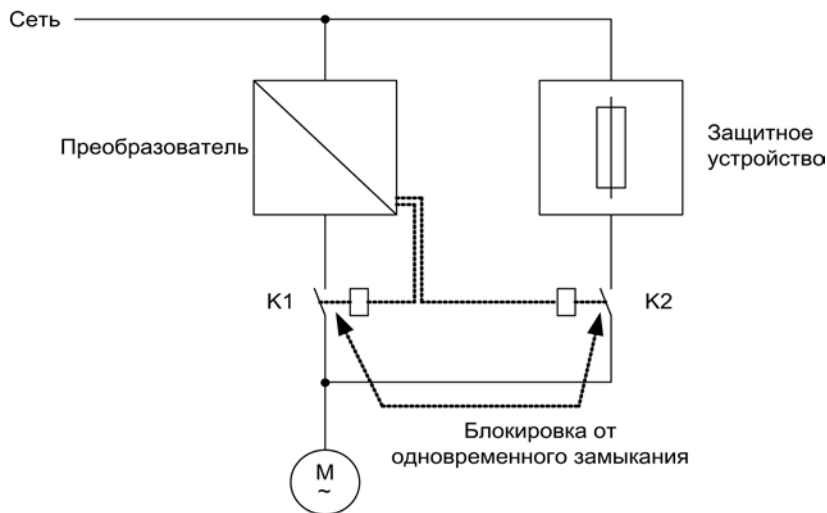 Сеть
Преобразователь
Защитное
устройство
K1
K2
Блокировка от
одновременного замыкания
M
~